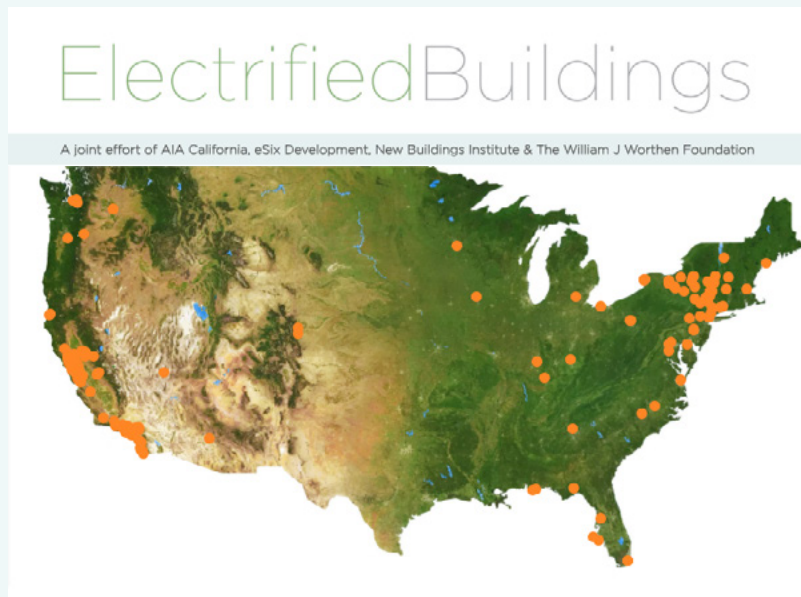 ElectrifiedBuildings
A joint effort of AIA California, eSix Development, New Buildings Institute & The William J Worthen Foundation